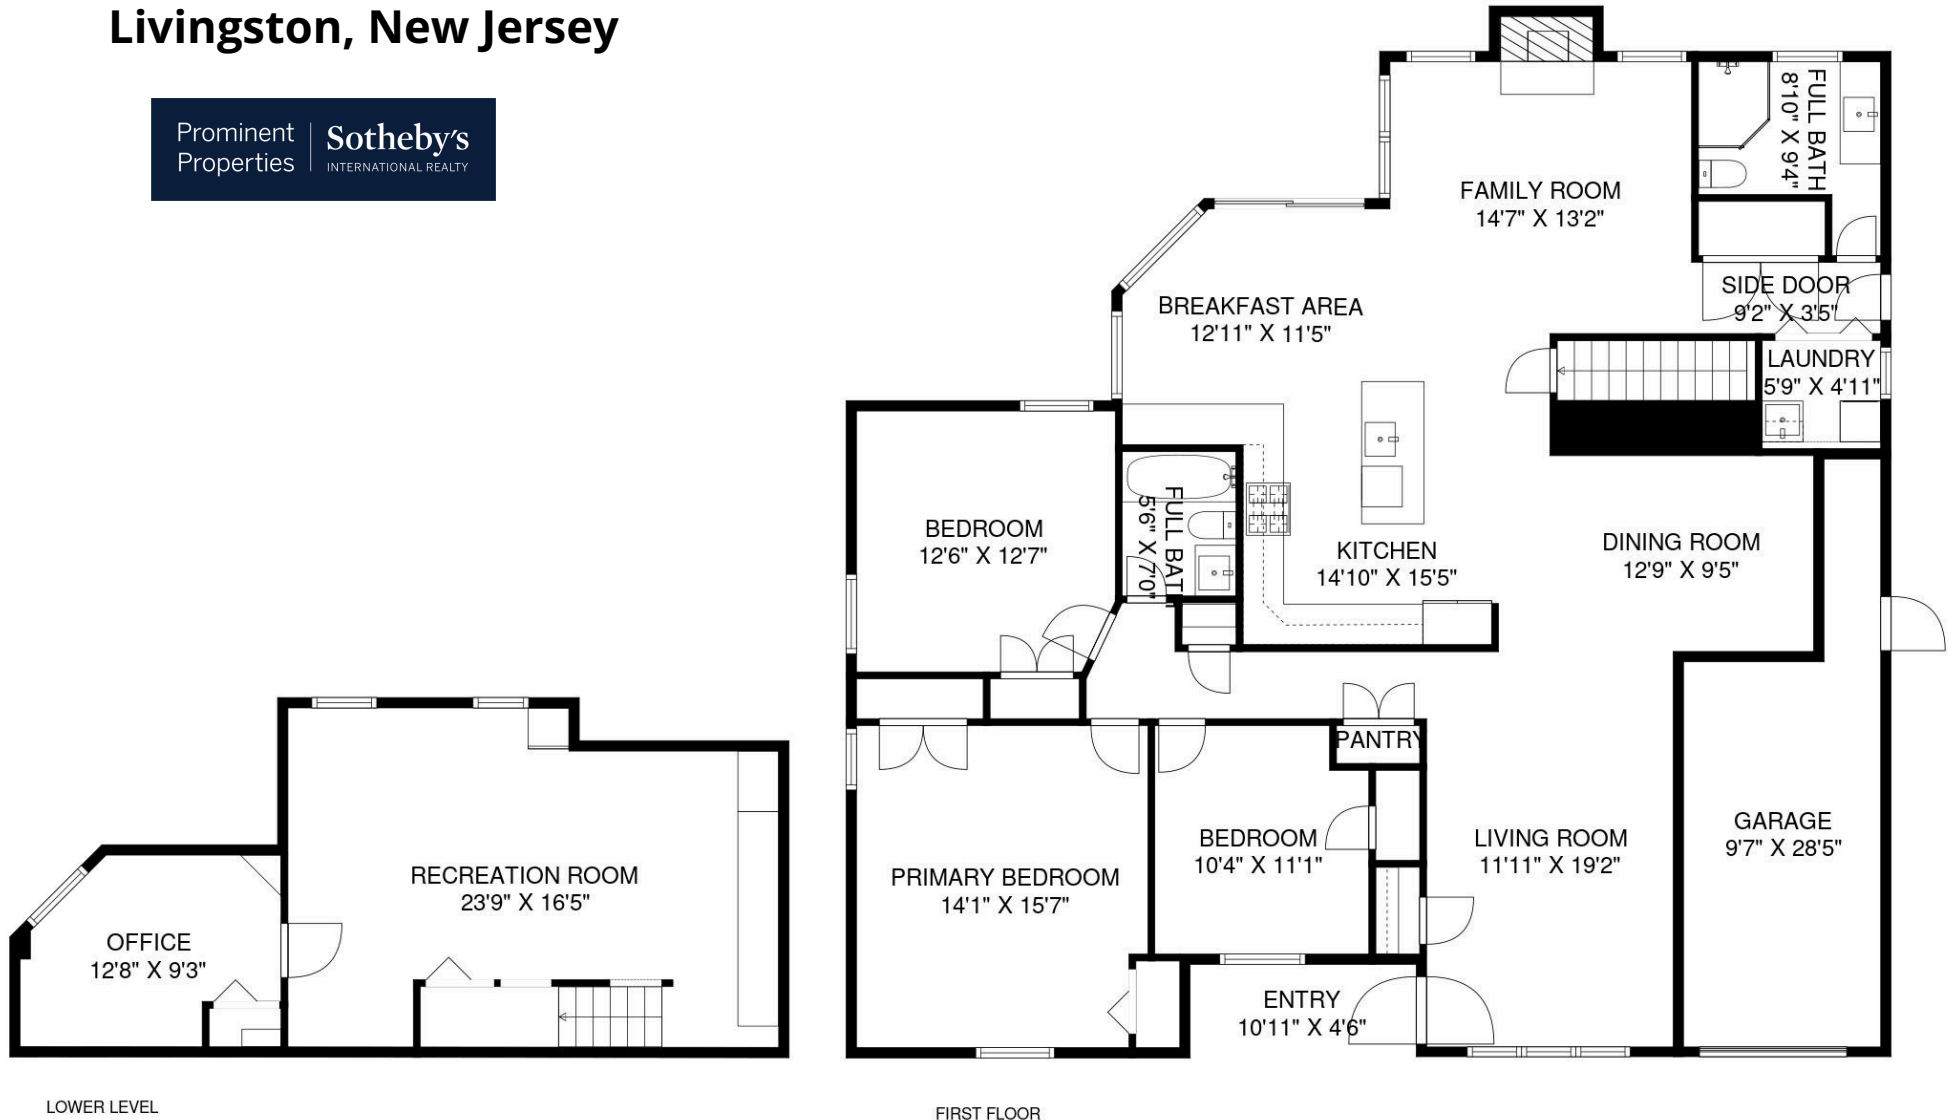 Livingston, New Jersey
Prominent
Properties
Sotheby's
INTERNATIONAL REALTY
FULL BATH
8'10" X 9'4"
FAMILY ROOM
14'7" X 13'2"
SIDE DOOR
9'2" X 3'5"
BREAKFAST AREA
12'11" X 11'5"
LAUNDRY
5'9" X 4'11"
BEDROOM
12'6" X 12'7"
FULL BATH
5'6" X 7'0"
KITCHEN
14'10" X 15'5"
DINING ROOM
12'9" X 9'5"
PANTRY
BEDROOM
10'4" X 11'1"
LIVING ROOM
11'11" X 19'2"
GARAGE
9'7" X 28'5"
PRIMARY BEDROOM
14'1" X 15'7"
RECREATION ROOM
23'9" X 16'5"
OFFICE
12'8" X 9'3"
ENTRY
10'11" X 4'6"
LOWER LEVEL
FIRST FLOOR